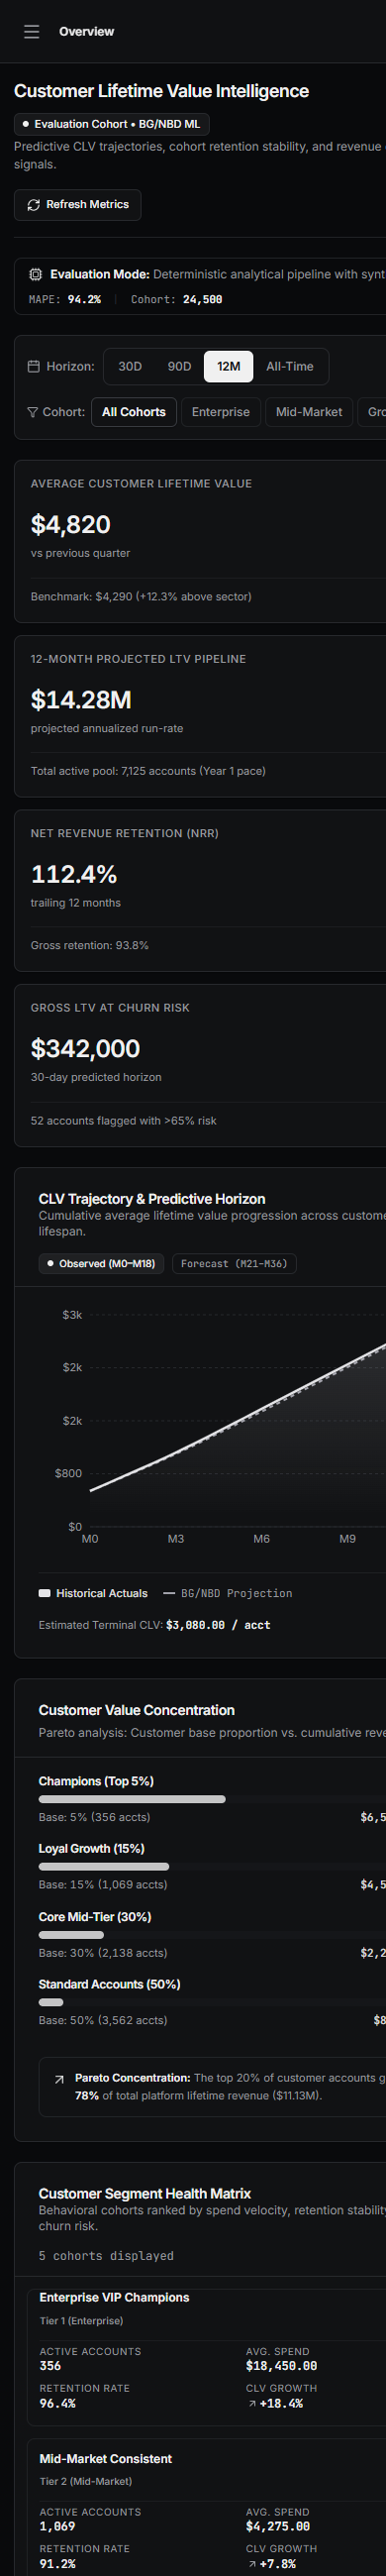 Overview
Customer Lifetime Value Intelligence
Evaluation Cohort • BG/NBD ML
Predictive CLV trajectories, cohort retention stability, and revenue
signals.
Refresh Metrics
Evaluation Mode: Deterministic analytical pipeline with synt
MAPE: 94.2% | Cohort: 24,500
Horizon: 30D 90D 12M All-Time
Cohort: All Cohorts Enterprise Mid-Market Gro
AVERAGE CUSTOMER LIFETIME VALUE
$4,820
vs previous quarter
Benchmark: $4,290 (+12.3% above sector)
12-MONTH PROJECTED LTV PIPELINE
$14.28M
projected annualized run-rate
Total active pool: 7,125 accounts (Year 1 pace)
NET REVENUE RETENTION (NRR)
112.4%
trailing 12 months
Gross retention: 93.8%
GROSS LTV AT CHURN RISK
$342,000
30-day predicted horizon
52 accounts flagged with >65% risk
CLV Trajectory & Predictive Horizon
Cumulative average lifetime value progression across custome
lifespan.
Observed (M0–M18) Forecast (M21–M36)
$3k
$2k
$2k
$800
$0
M0 M3 M6 M9
Historical Actuals BG/NBD Projection
Estimated Terminal CLV: $3,080.00 / acct
Customer Value Concentration
Pareto analysis: Customer base proportion vs. cumulative reve
Champions (Top 5%)
Base: 5% (356 accts) $6,5
Loyal Growth (15%)
Base: 15% (1,069 accts) $4,5
Core Mid-Tier (30%)
Base: 30% (2,138 accts) $2,2
Standard Accounts (50%)
Base: 50% (3,562 accts) $8
Pareto Concentration: The top 20% of customer accounts g
78% of total platform lifetime revenue ($11.13M).
Customer Segment Health Matrix
Behavioral cohorts ranked by spend velocity, retention stability
churn risk.
5 cohorts displayed
Enterprise VIP Champions
Tier 1 (Enterprise)
ACTIVE ACCOUNTS AVG. SPEND
356 $18,450.00
RETENTION RATE CLV GROWTH
96.4% +18.4%
Mid-Market Consistent
Tier 2 (Mid-Market)
ACTIVE ACCOUNTS AVG. SPEND
1,069 $4,275.00
RETENTION RATE CLV GROWTH
91.2% +7.8%